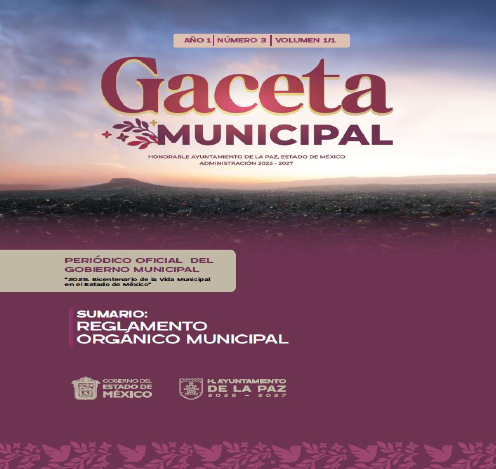 AÑO 1 | NÚMERO 3 | VOLUMEN 1/1
Gaceta
MUNICIPAL
HONORABLE AYUNTAMIENTO DE LA PAZ, ESTADO DE MÉXICO
ADMINISTRACIÓN 2025 - 2027
PERIÓDICO OFICIAL DEL
GOBIERNO MUNICIPAL
"2025. Bicentenario de la Vida Municipal
en el Estado de México"
SUMARIO:
REGLAMENTO
ORGÁNICO MUNICIPAL
GOBIERNO DEL
ESTADO DE
MÉXICO
H. AYUNTAMIENTO
DE LA PAZ
2025 - 2027